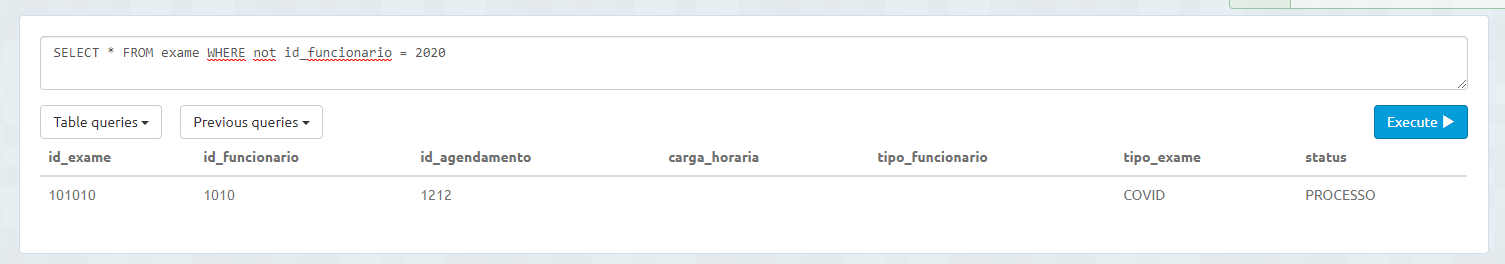 SELECT * FROM exame WHERE not id_funcionario = 2020
Table queries Previous queries Execute
id_exame id_funcionario id_agendamento carga_horaria tipo_funcionario tipo_exame status
101010 1010 1212 COVID PROCESSO